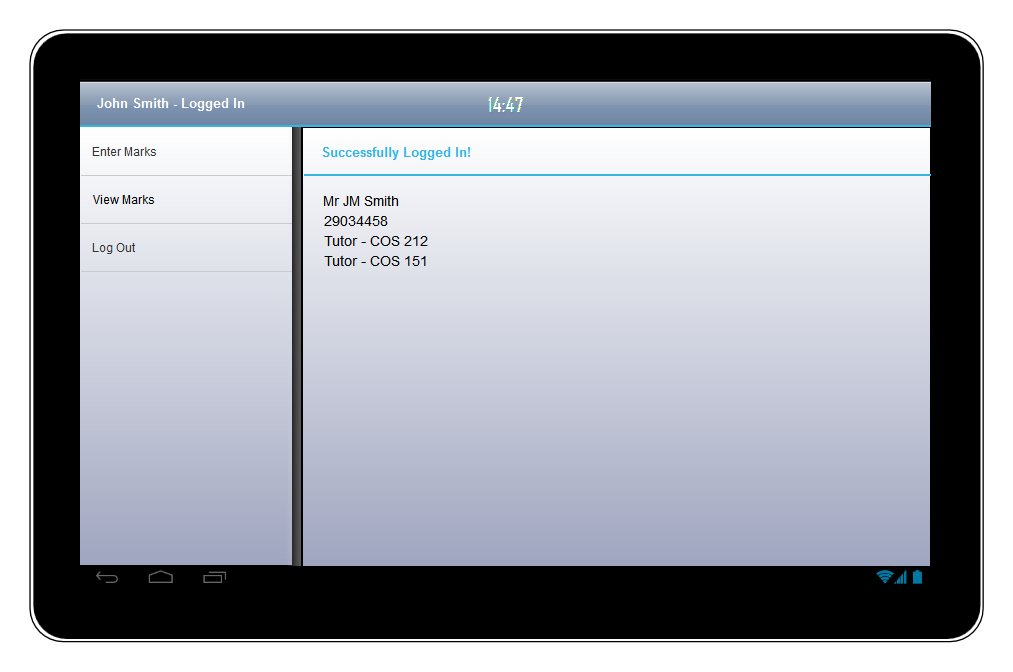 John Smith - Logged In
14:47
Enter Marks
View Marks
Log Out
Successfully Logged In!
Mr JM Smith
29034458
Tutor - COS 212
Tutor - COS 151